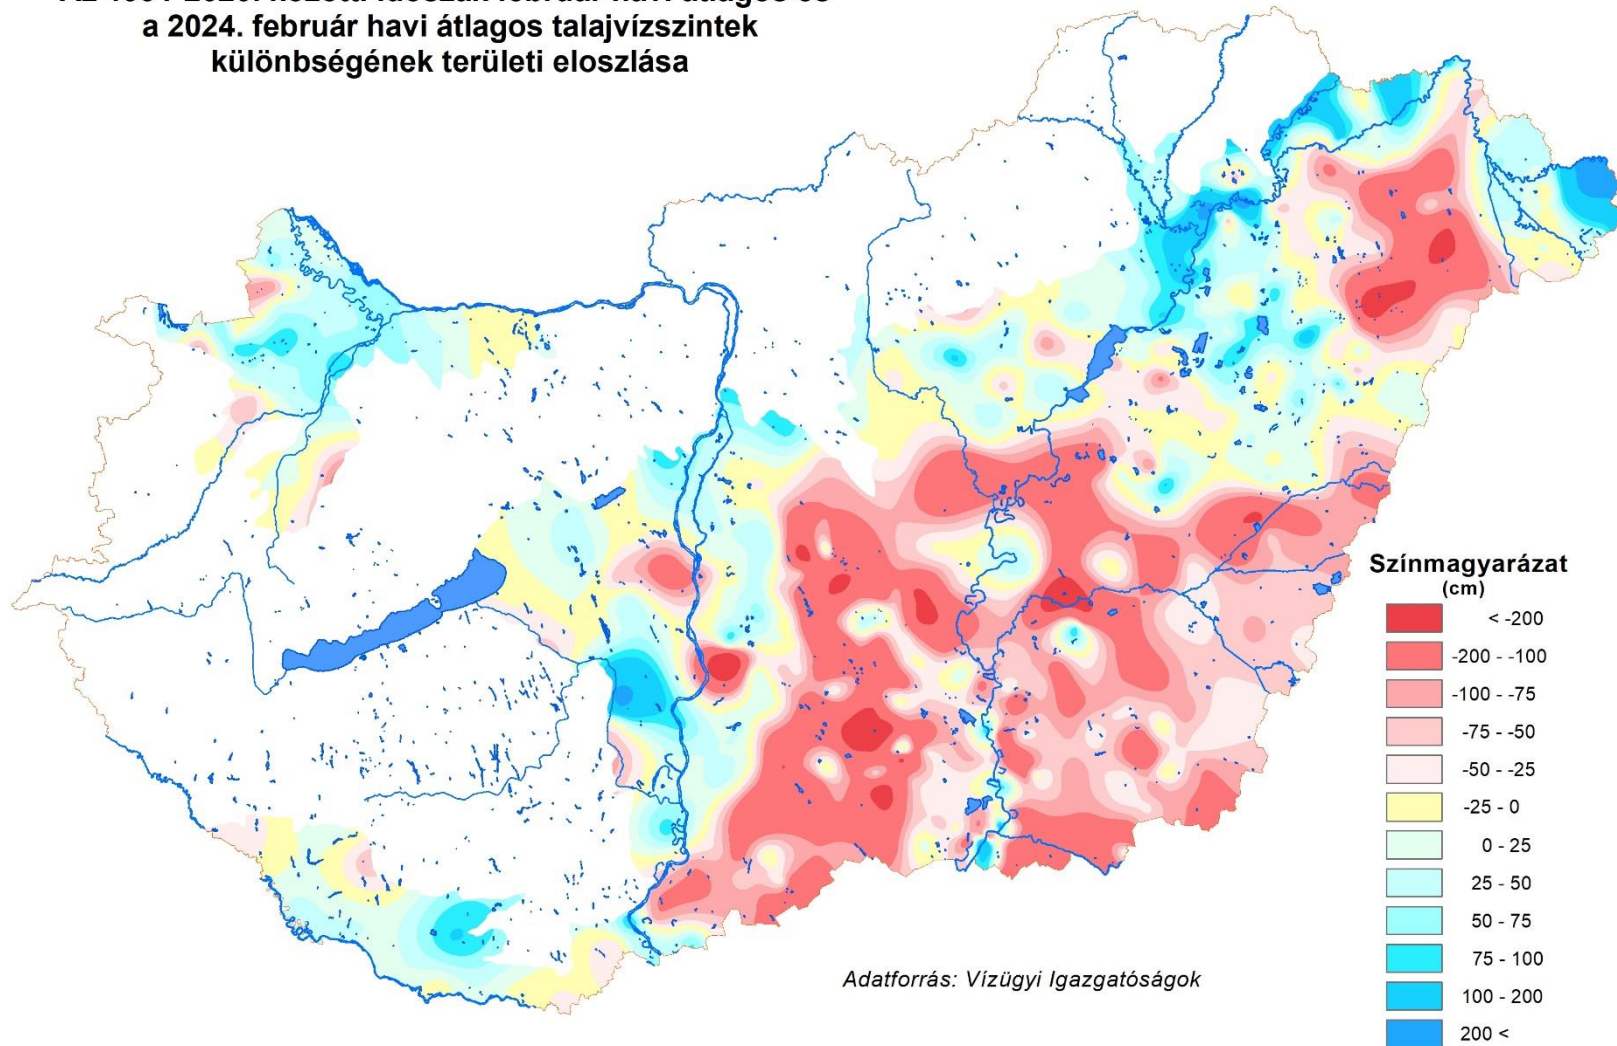 a 2024. február havi átlagos talajvízszintek
különbségének területi eloszlása
Színmagyarázat
(cm)
< -200
-200 - -100
-100 - -75
-75 - -50
-50 - -25
-25 - 0
0 - 25
25 - 50
50 - 75
75 - 100
100 - 200
200 <
Adatforrás: Vízügyi Igazgatóságok